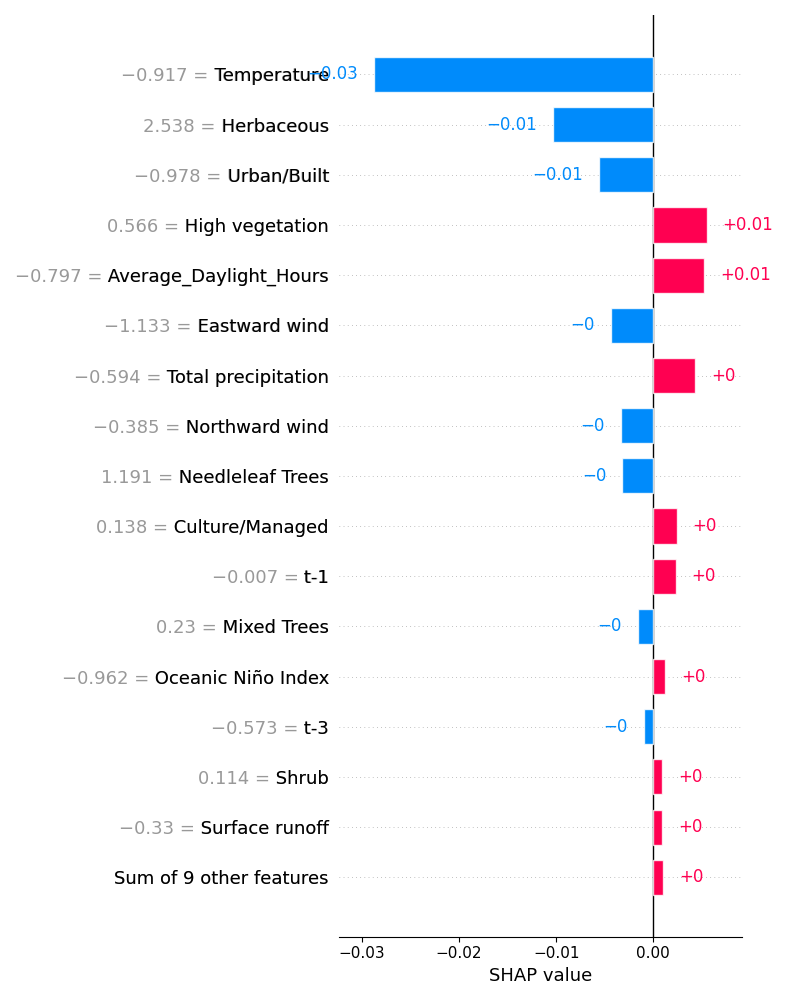 −0.917 = Temperature −0.03
2.538 = Herbaceous −0.01
−0.978 = Urban/Built −0.01
0.566 = High vegetation +0.01
−0.797 = Average_Daylight_Hours +0.01
−1.133 = Eastward wind −0
−0.594 = Total precipitation +0
−0.385 = Northward wind −0
1.191 = Needleleaf Trees −0
0.138 = Culture/Managed +0
−0.007 = t-1 +0
0.23 = Mixed Trees −0
−0.962 = Oceanic Niño Index +0
−0.573 = t-3 −0
0.114 = Shrub +0
−0.33 = Surface runoff +0
Sum of 9 other features +0
−0.03 −0.02 −0.01 0.00
SHAP value